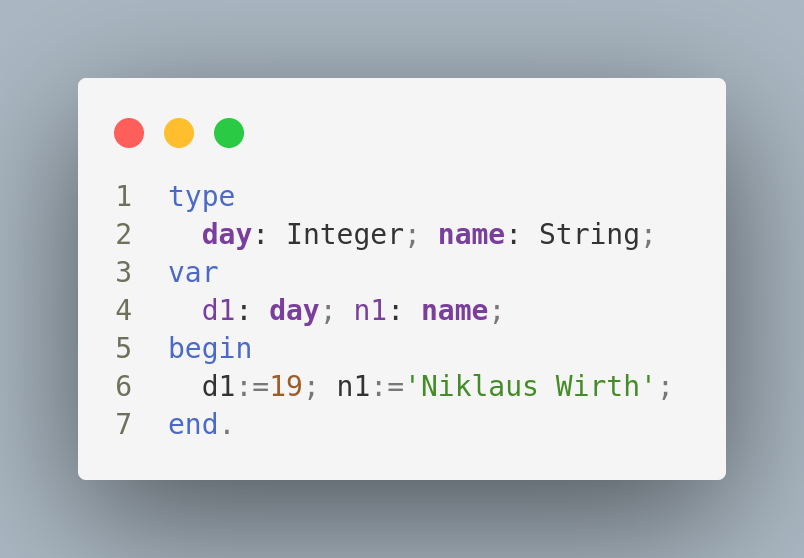 1 type
2   day: Integer; name: String;
3 var
4   d1: day; n1: name;
5 begin
6   d1:=19; n1:='Niklaus Wirth';
7 end.